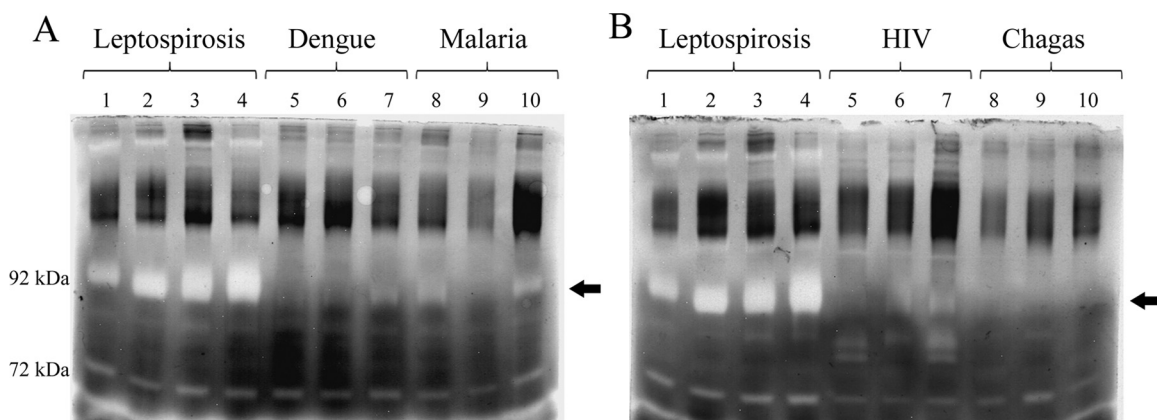 A
Leptospirosis Dengue Malaria
1 2 3 4 5 6 7 8 9 10
92 kDa
72 kDa
B
Leptospirosis HIV Chagas
1 2 3 4 5 6 7 8 9 10